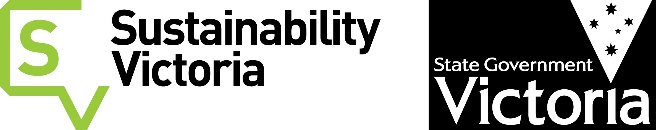 S
Sustainability
Victoria
State Government
Victoria